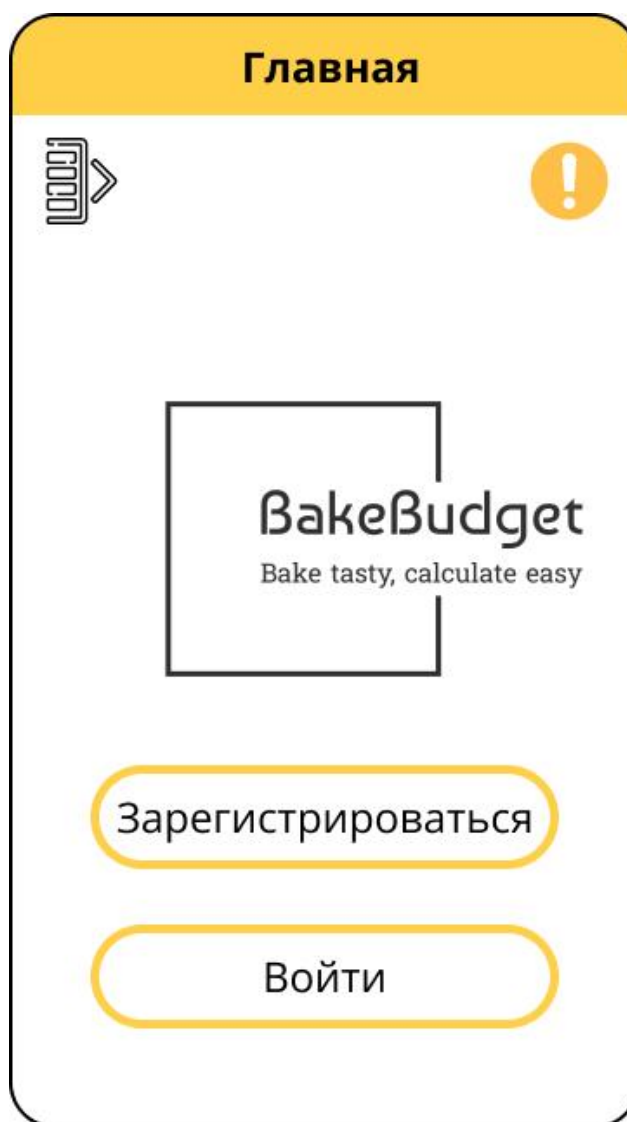 Главная
BakeBudget
Bake tasty, calculate easy
Зарегистрироваться
Войти